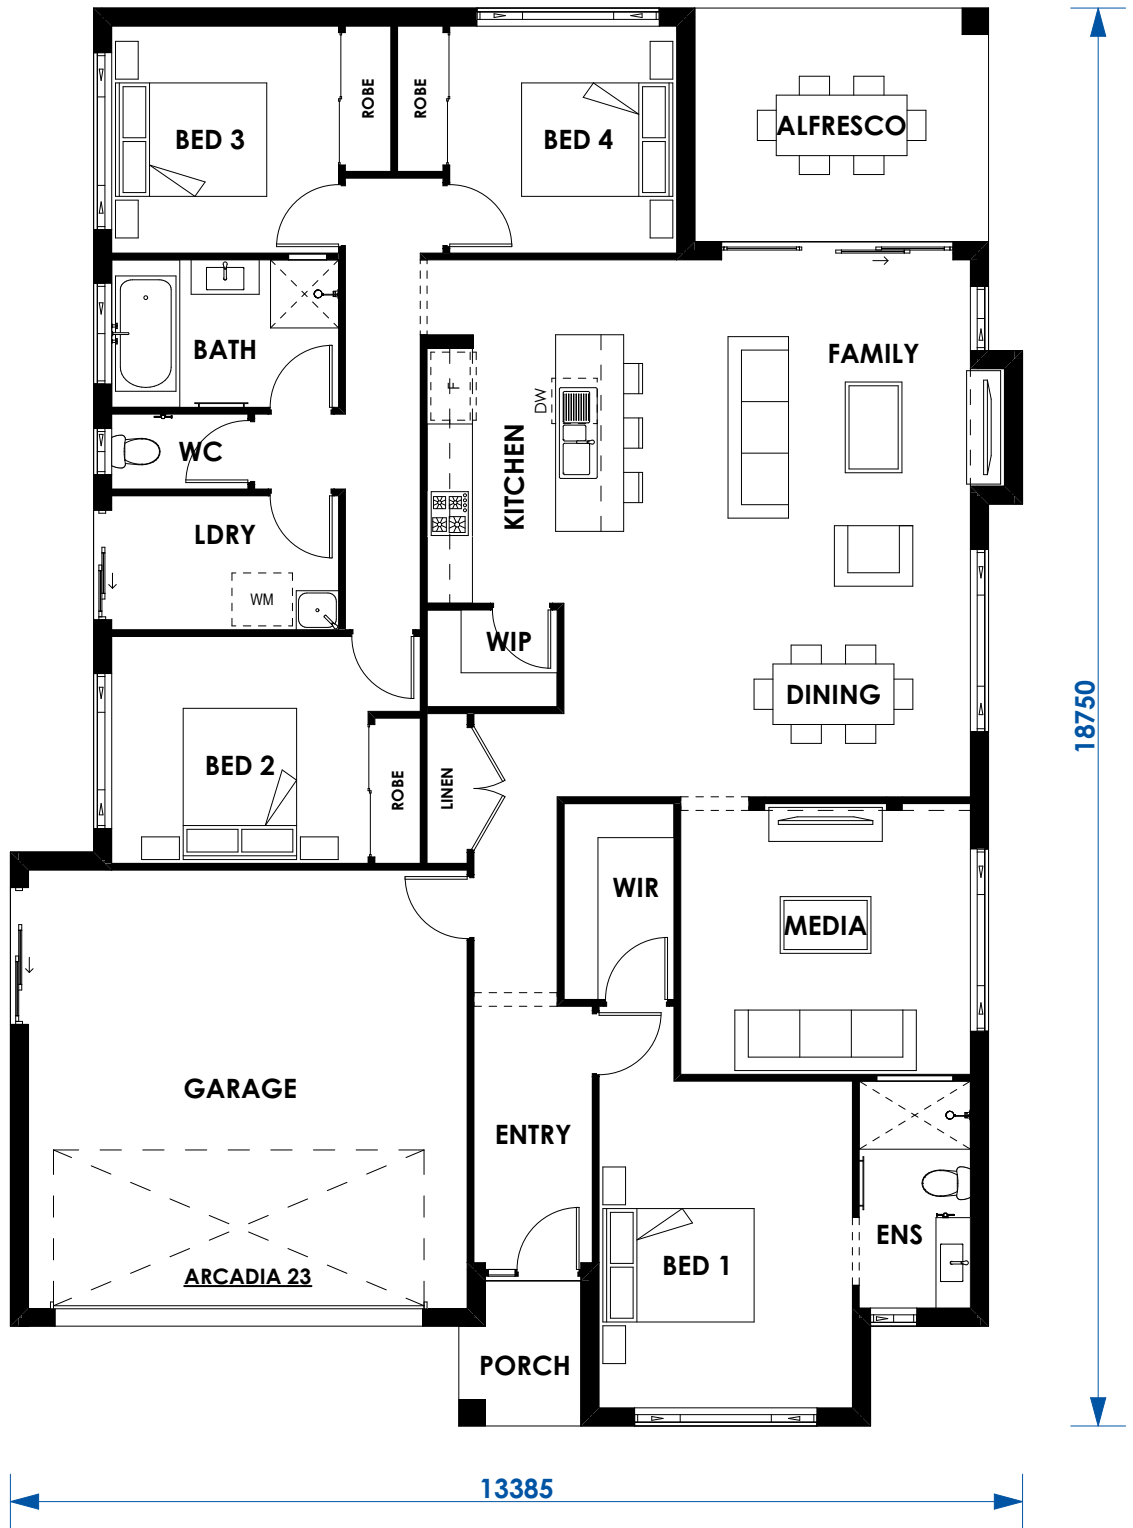 BED 3
ROBE
ROBE
BED 4
ALFRESCO
BATH
FAMILY
F
DW
WC
KITCHEN
LDRY
WM
WIP
DINING
18750
BED 2
ROBE
LINEN
WIR
MEDIA
GARAGE
ENTRY
ENS
BED 1
ARCADIA 23
PORCH
13385